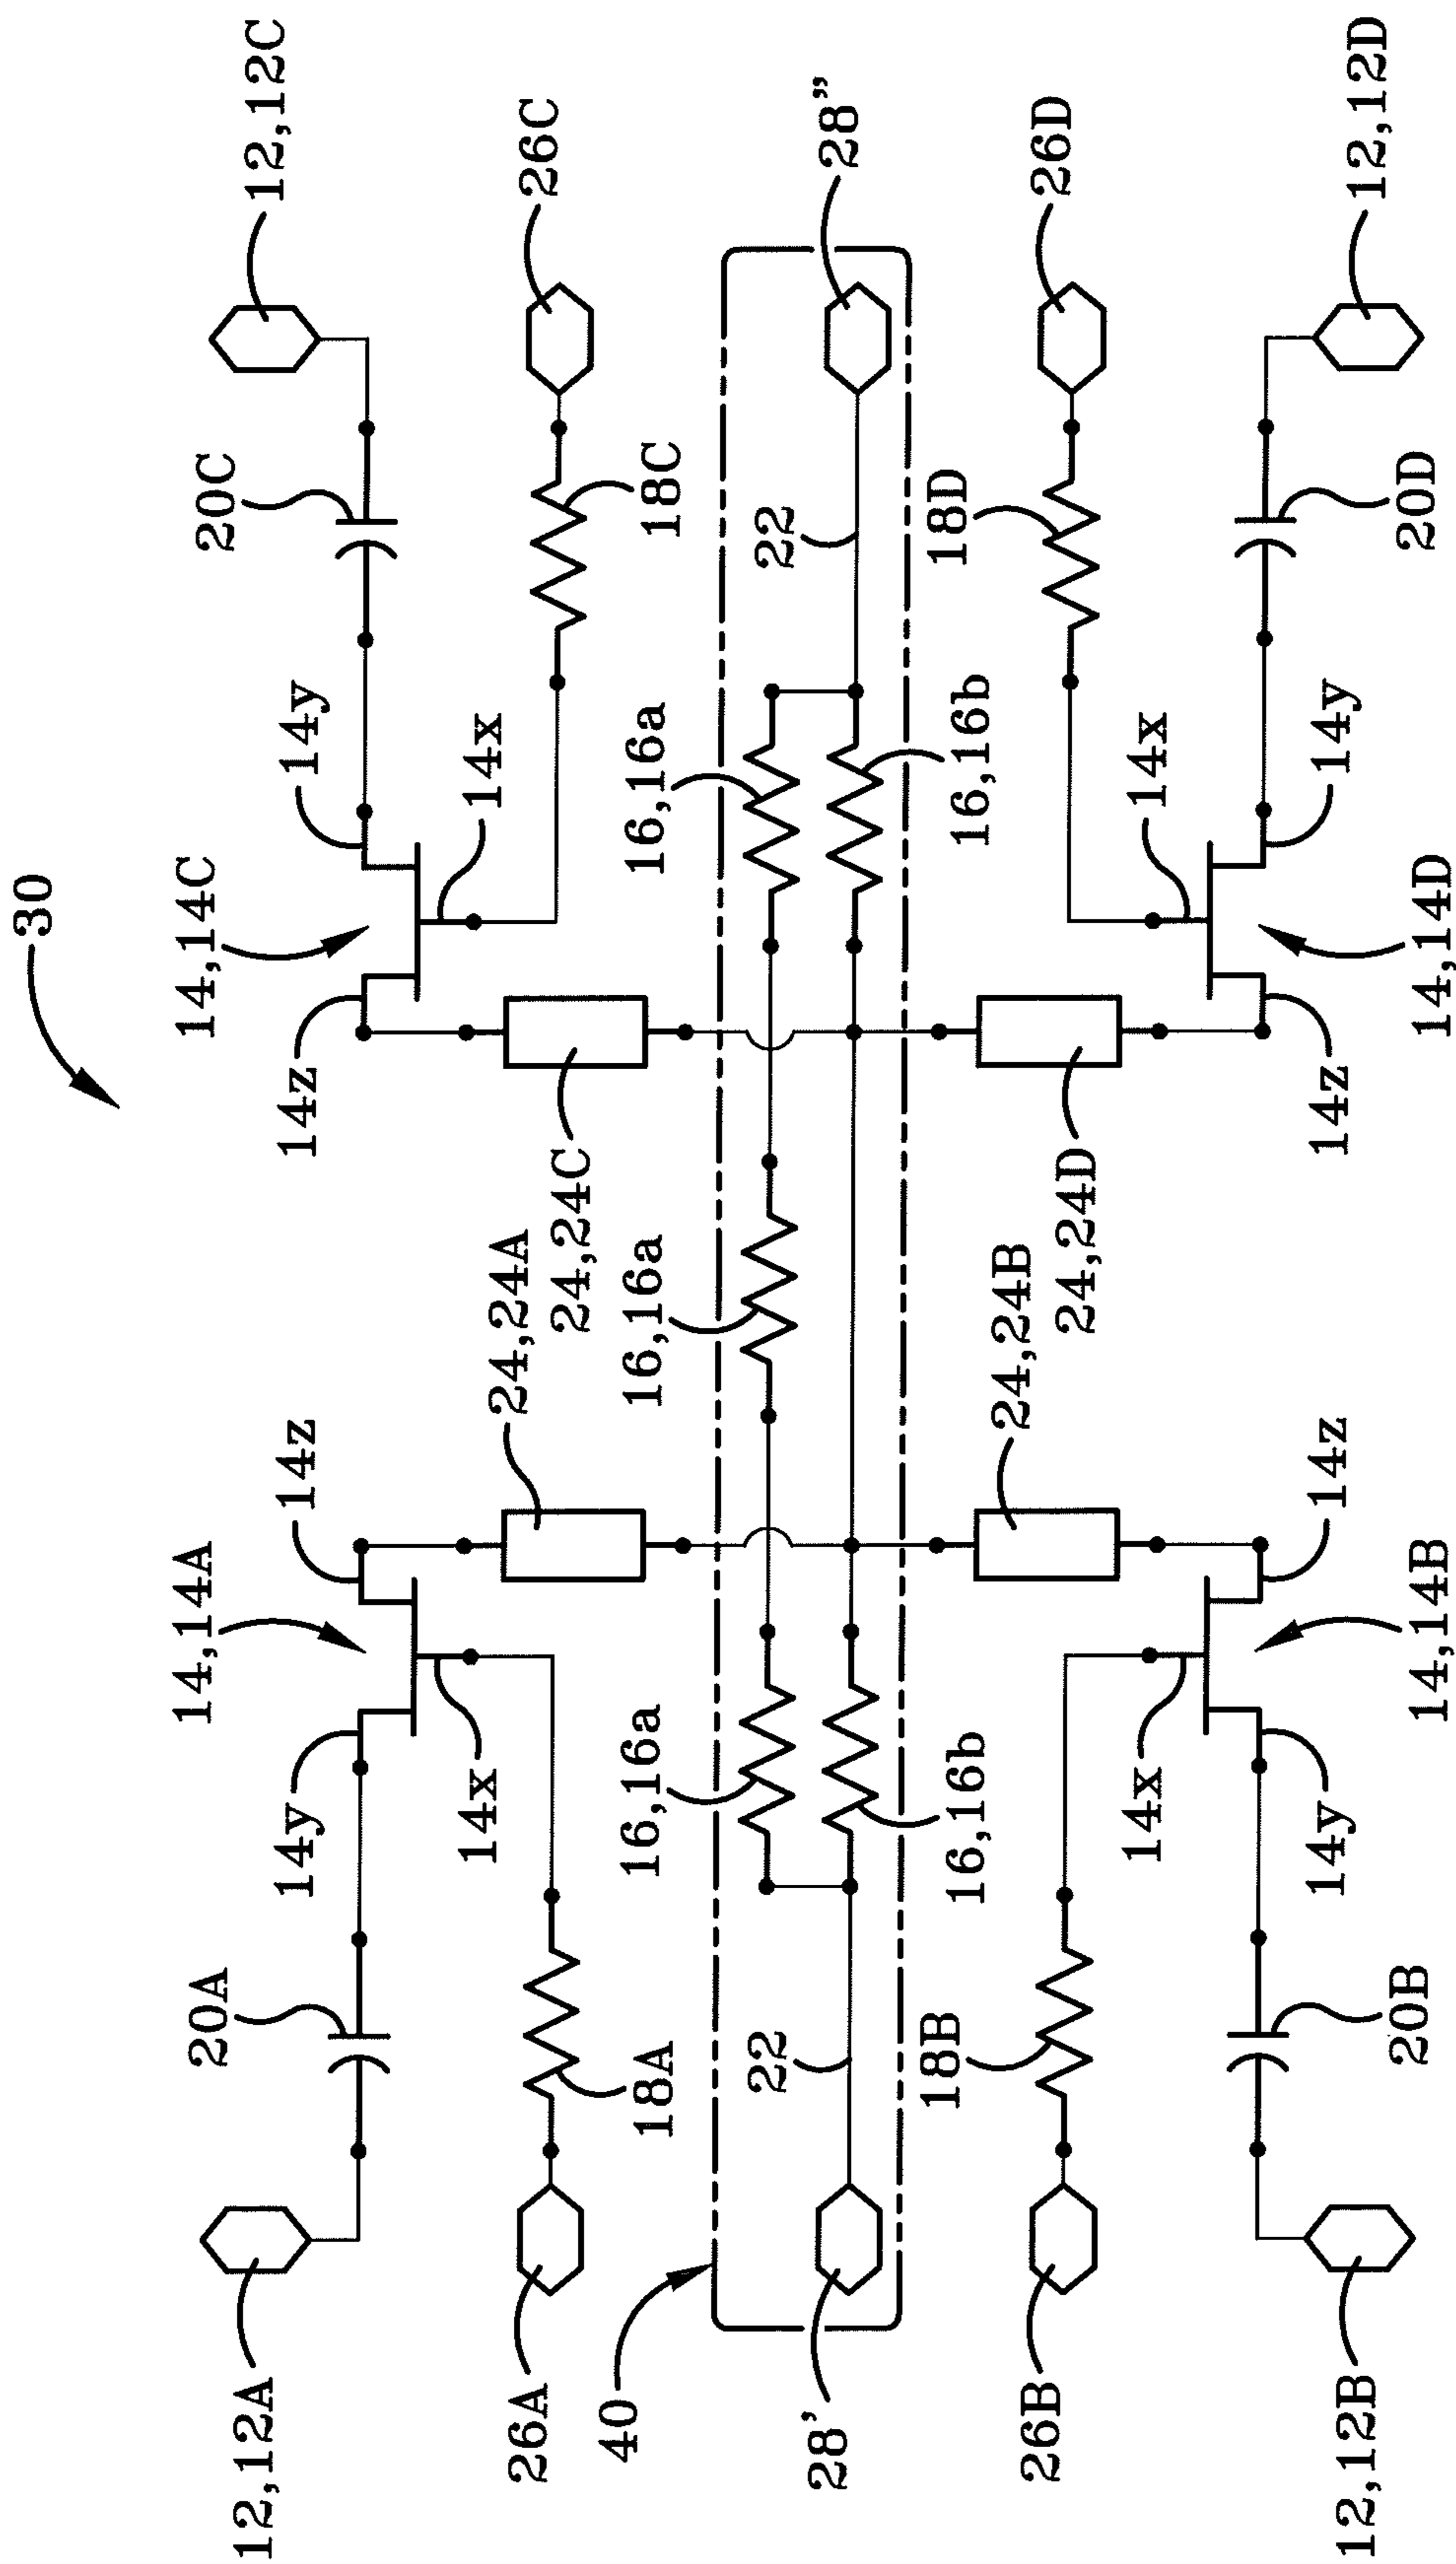 30
12,12A
20A
14y
14,14A
14z
14x
26A
18A
24,24A
14z
14,14C
14y
20C
12,12C
14x
26C
18C
24,24C
40
28'
22
16,16a
16,16b
16,16a
16,16a
16,16b
22
28"
26B
18B
24,24B
14x
14z
14,14B
14y
20B
12,12B
24,24D
14x
18D
26D
14z
14,14D
14y
20D
12,12D